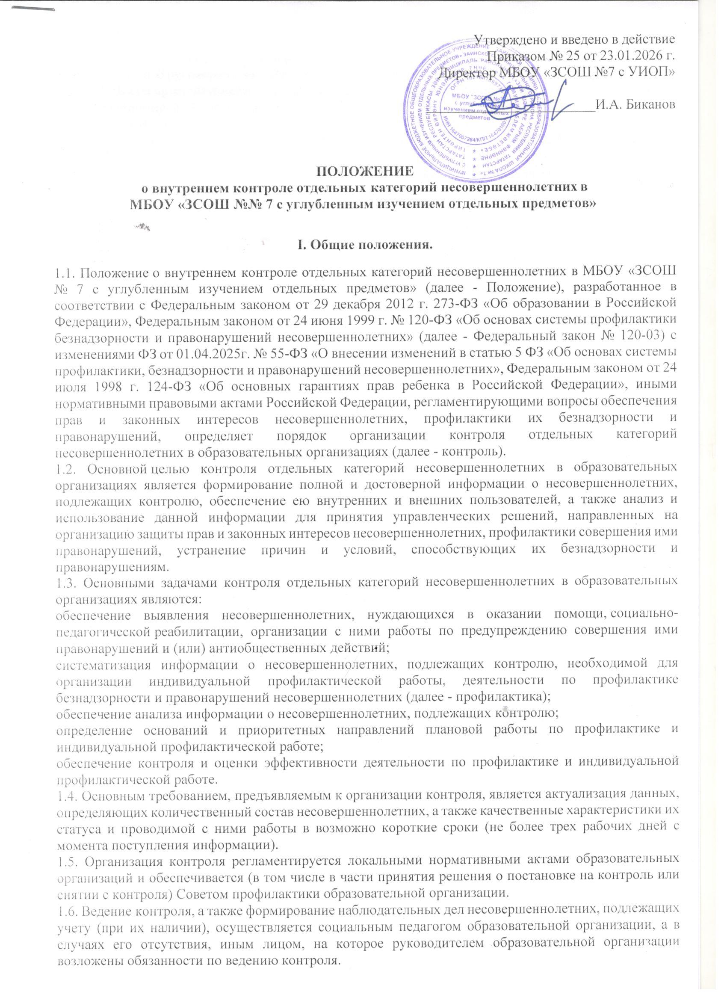 Утверждено и введено в действие
Приказом № 25 от 23.01.2026 г.
Директор МБОУ «ЗСОШ №7 с УИОП»
И.А. Биканов
МБОУ "ЗСОШ №7
с углубленным
изучением отдельных
предметов
ИНН 1647007284/КПП 164701001
ПОЛОЖЕНИЕ
о внутреннем контроле отдельных категорий несовершеннолетних в
МБОУ «ЗСОШ №№ 7 с углубленным изучением отдельных предметов»
I. Общие положения.
1.1. Положение о внутреннем контроле отдельных категорий несовершеннолетних в МБОУ «ЗСОШ
№ 7 с углубленным изучением отдельных предметов» (далее - Положение), разработанное в
соответствии с Федеральным законом от 29 декабря 2012 г. 273-ФЗ «Об образовании в Российской
Федерации», Федеральным законом от 24 июня 1999 г. № 120-ФЗ «Об основах системы профилактики
безнадзорности и правонарушений несовершеннолетних» (далее - Федеральный закон № 120-03) с
изменениями ФЗ от 01.04.2025г. № 55-ФЗ «О внесении изменений в статью 5 ФЗ «Об основах системы
профилактики, безнадзорности и правонарушений несовершеннолетних», Федеральным законом от 24
июля 1998 г. 124-ФЗ «Об основных гарантиях прав ребенка в Российской Федерации», иными
нормативными правовыми актами Российской Федерации, регламентирующими вопросы обеспечения
прав и законных интересов несовершеннолетних, профилактики их безнадзорности и
правонарушений, определяет порядок организации контроля отдельных категорий
несовершеннолетних в образовательных организациях (далее - контроль).
1.2. Основной целью контроля отдельных категорий несовершеннолетних в образовательных
организациях является формирование полной и достоверной информации о несовершеннолетних,
подлежащих контролю, обеспечение ею внутренних и внешних пользователей, а также анализ и
использование данной информации для принятия управленческих решений, направленных на
организацию защиты прав и законных интересов несовершеннолетних, профилактики совершения ими
правонарушений, устранение причин и условий, способствующих их безнадзорности и
правонарушениям.
1.3. Основными задачами контроля отдельных категорий несовершеннолетних в образовательных
организациях являются:
обеспечение выявления несовершеннолетних, нуждающихся в оказании помощи, социально-
педагогической реабилитации, организации с ними работы по предупреждению совершения ими
правонарушений и (или) антиобщественных действий;
систематизация информации о несовершеннолетних, подлежащих контролю, необходимой для
организации индивидуальной профилактической работы, деятельности по профилактике
безнадзорности и правонарушений несовершеннолетних (далее - профилактика);
обеспечение анализа информации о несовершеннолетних, подлежащих контролю;
определение оснований и приоритетных направлений плановой работы по профилактике и
индивидуальной профилактической работе;
обеспечение контроля и оценки эффективности деятельности по профилактике и индивидуальной
профилактической работе.
1.4. Основным требованием, предъявляемым к организации контроля, является актуализация данных,
определяющих количественный состав несовершеннолетних, а также качественные характеристики их
статуса и проводимой с ними работы в возможно короткие сроки (не более трех рабочих дней с
момента поступления информации).
1.5. Организация контроля регламентируется локальными нормативными актами образовательных
организаций и обеспечивается (в том числе в части принятия решения о постановке на контроль или
снятии с контроля) Советом профилактики образовательной организации.
1.6. Ведение контроля, а также формирование наблюдательных дел несовершеннолетних, подлежащих
учету (при их наличии), осуществляется социальным педагогом образовательной организации, а в
случаях его отсутствия, иным лицом, на которое руководителем образовательной организации
возложены обязанности по ведению контроля.